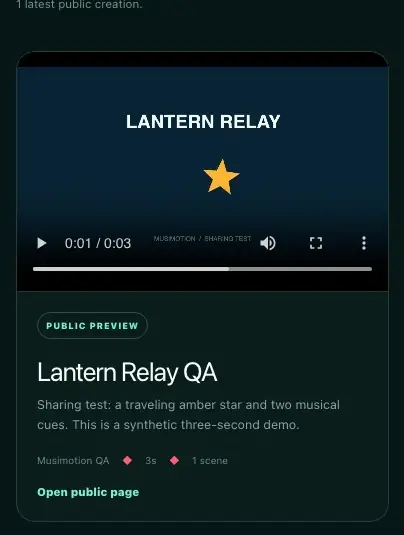 1 latest public creation.
LANTERN RELAY
0:01 / 0:03
MUSIMOTION / SHARING TEST
PUBLIC PREVIEW
Lantern Relay QA
Sharing test: a traveling amber star and two musical
cues. This is a synthetic three-second demo.
Musimotion QA ◆ 3s ◆ 1 scene
Open public page